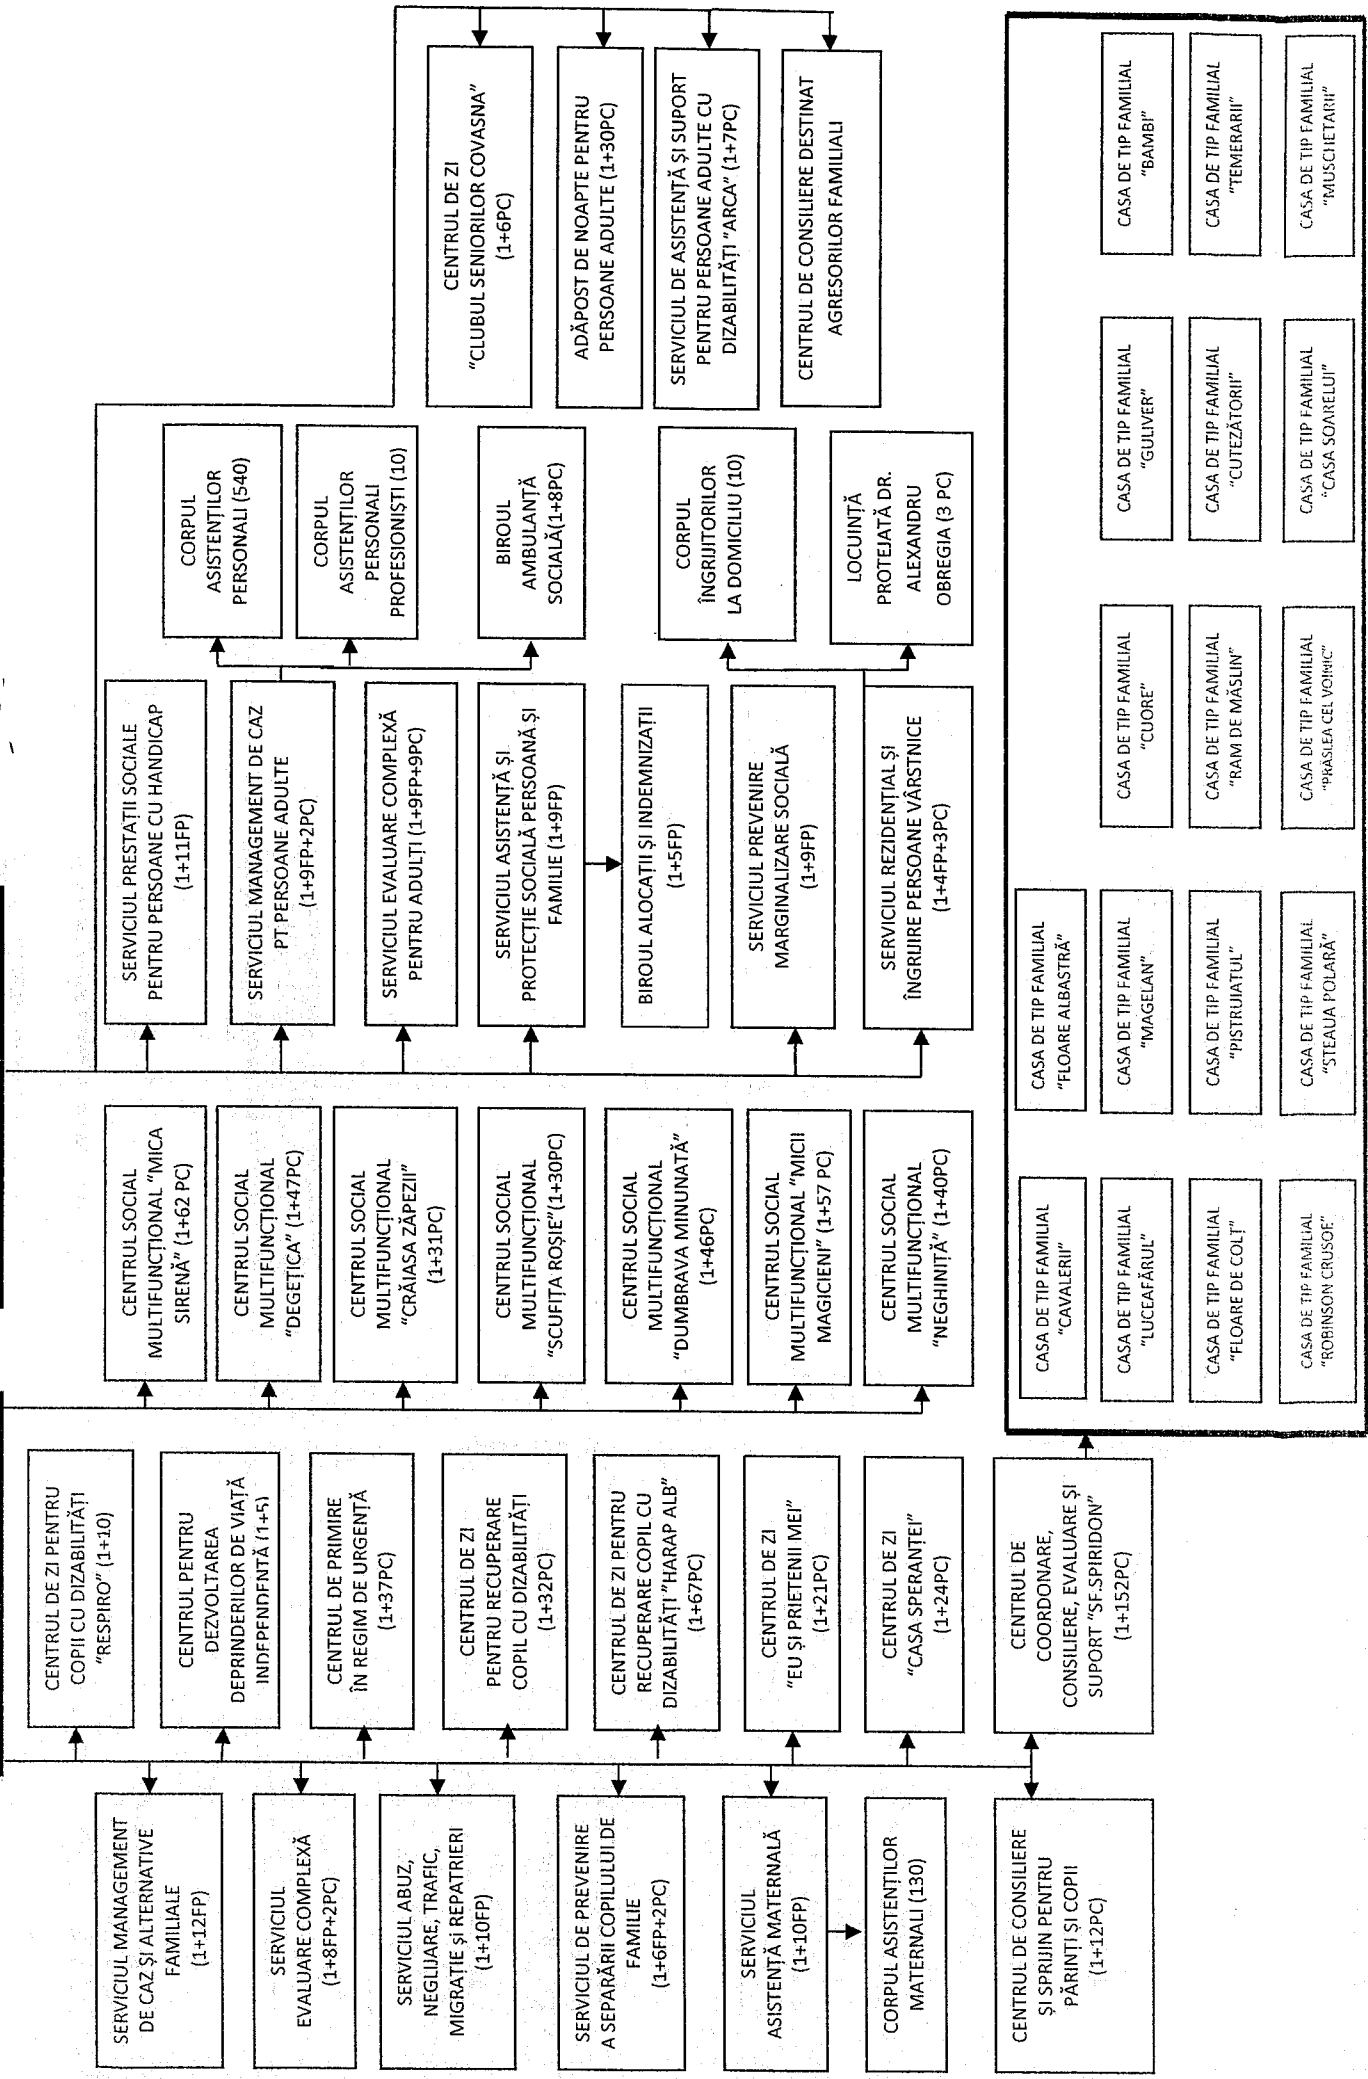 SERVICIUL MANAGEMENT
DE CAZ ȘI ALTERNATIVE
FAMILIALE
(1+12FP)
SERVICIUL
EVALUARE COMPLEXĂ
(1+8FP+2PC)
SERVICIUL ABUZ,
NEGLIJARE, TRAFIC,
MIGRAȚIE și REPATRIERI
(1+10FP)
SERVICIUL DE PREVENIRE
A SEPARĂRII COPILULUI DE
FAMILIE
(1+6FP+2PC)
SERVICIUL
ASISTENȚĂ MATERNALĂ
(1+10FP)
CORPUL ASISTENȚILOR
MATERNALI (130)
CENTRUL DE CONSILIERE
ȘI SPRIJIN PENTRU
PĂRINȚI ȘI COPII
(1+12PC)
CENTRUL DE ZI PENTRU
COPII CU DIZABILITĂȚI
"RESPIRO" (1+10)
CENTRUL PENTRU
DEZVOLTAREA
DEPRINDERILOR DE VIAȚĂ
INDEPENDENTĂ (1+5)
CENTRUL DE PRIMIRE
ÎN REGIM DE URGENȚĂ
(1+37PC)
CENTRUL DE ZI
PENTRU RECUPERARE
COPIL CU DIZABILITĂȚI
(1+32PC)
CENTRUL DE ZI PENTRU
RECUPERARE COPIL CU
DIZABILITĂȚI "HARAP ALB"
(1+67PC)
CENTRUL DE ZI
"EU ȘI PRIETENII MEI"
(1+21PC)
CENTRUL DE ZI
"CASA SPERANȚEI"
(1+24PC)
CENTRUL DE
COORDONARE,
CONSILIERE, EVALUARE ȘI
SUPORT "SF.SPIRIDON"
(1+152PC)
CENTRUL SOCIAL
MULTIFUNCȚIONAL "MICA
SIRENĂ" (1+62 PC)
CENTRUL SOCIAL
MULTIFUNCȚIONAL
"DEGEȚICA" (1+47PC)
CENTRUL SOCIAL
MULTIFUNCȚIONAL
"CRĂIASA ZĂPEZII"
(1+31PC)
CENTRUL SOCIAL
MULTIFUNCȚIONAL
"SCUFIȚA ROȘIE"(1+30PC)
CENTRUL SOCIAL
MULTIFUNCȚIONAL
"DUMBRAVA MINUNATĂ"
(1+46PC)
CENTRUL SOCIAL
MULTIFUNCȚIONAL "MICII
MAGICIENI" (1+57 PC)
CENTRUL SOCIAL
MULTIFUNCȚIONAL
"NEGHINIȚĂ" (1+40PC)
SERVICIUL PRESTAȚII SOCIALE
PENTRU PERSOANE CU HANDICAP
(1+11FP)
SERVICIUL MANAGEMENT DE CAZ
PT PERSOANE ADULTE
(1+9FP+2PC)
SERVICIUL EVALUARE COMPLEXĂ
PENTRU ADULȚI (1+9FP+9PC)
SERVICIUL ASISTENȚĂ ȘI
PROTECȚIE SOCIALĂ PERSOANĂ ȘI
FAMILIE (1+9FP)
BIROUL ALOCAȚII ȘI INDEMNIZAȚII
(1+5FP)
SERVICIUL PREVENIRE
MARGINALIZARE SOCIALĂ
(1+9FP)
SERVICIUL REZIDENȚIAL ȘI
ÎNGRIJIRE PERSOANE VÂRSTNICE
(1+4FP+3PC)
CORPUL
ASISTENȚILOR
PERSONALI (540)
CORPUL
ASISTENȚILOR
PERSONALI
PROFESIONIȘTI (10)
BIROUL
AMBULANȚĂ
SOCIALĂ(1+8PC)
CORPUL
ÎNGRIJITORILOR
LA DOMICILIU (10)
LOCUINȚĂ
PROTEJATĂ DR.
ALEXANDRU
OBREGIA (3 PC)
CENTRUL DE ZI
"CLUBUL SENIORILOR COVASNA"
(1+6PC)
ADĂPOST DE NOAPTE PENTRU
PERSOANE ADULTE (1+30PC)
SERVICIUL DE ASISTENȚĂ ȘI SUPORT
PENTRU PERSOANE ADULTE CU
DIZABILITĂȚI "ARCA" (1+7PC)
CENTRUL DE CONSILIERE DESTINAT
AGRESORILOR FAMILIALI
CASA DE TIP FAMILIAL
"CAVALERII"
CASA DE TIP FAMILIAL
"FLOARE ALBASTRĂ"
CASA DE TIP FAMILIAL
"LUCEAFĂRUL"
CASA DE TIP FAMILIAL
"MAGELAN"
CASA DE TIP FAMILIAL
"CUORE"
CASA DE TIP FAMILIAL
"GULIVER"
CASA DE TIP FAMILIAL
"BAMBI"
CASA DE TIP FAMILIAL
"FLOARE DE COLȚ"
CASA DE TIP FAMILIAL
"PISTRUIATUL"
CASA DE TIP FAMILIAL
"RAM DE MĂSLIN"
CASA DE TIP FAMILIAL
"CUTEZĂTORII"
CASA DE TIP FAMILIAL
"TEMERARII"
CASA DE TIP FAMILIAL
"ROBINSON CRUSOE"
CASA DE TIP FAMILIAL
"STEAUA POLARĂ"
CASA DE TIP FAMILIAL
"PRÂSLEA CEL VOINIC"
CASA DE TIP FAMILIAL
"CASA SOARELUI"
CASA DE TIP FAMILIAL
"MUSCHETARII"